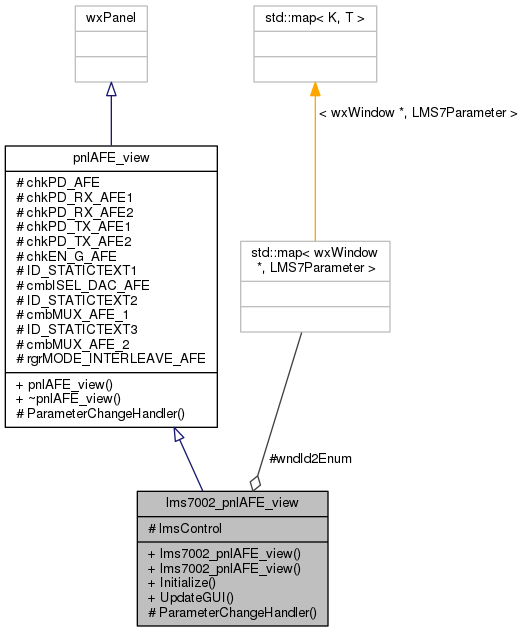 wxPanel
std::map< K, T >
< wxWindow *, LMS7Parameter >
pnlAFE_view
# chkPD_AFE
# chkPD_RX_AFE1
# chkPD_RX_AFE2
# chkPD_TX_AFE1
# chkPD_TX_AFE2
# chkEN_G_AFE
# ID_STATICTEXT1
# cmbISEL_DAC_AFE
# ID_STATICTEXT2
# cmbMUX_AFE_1
# ID_STATICTEXT3
# cmbMUX_AFE_2
# rgrMODE_INTERLEAVE_AFE
+ pnlAFE_view()
+ ~pnlAFE_view()
# ParameterChangeHandler()
std::map< wxWindow
*, LMS7Parameter >
#wndId2Enum
lms7002_pnlAFE_view
# lmsControl
+ lms7002_pnlAFE_view()
+ lms7002_pnlAFE_view()
+ Initialize()
+ UpdateGUI()
# ParameterChangeHandler()